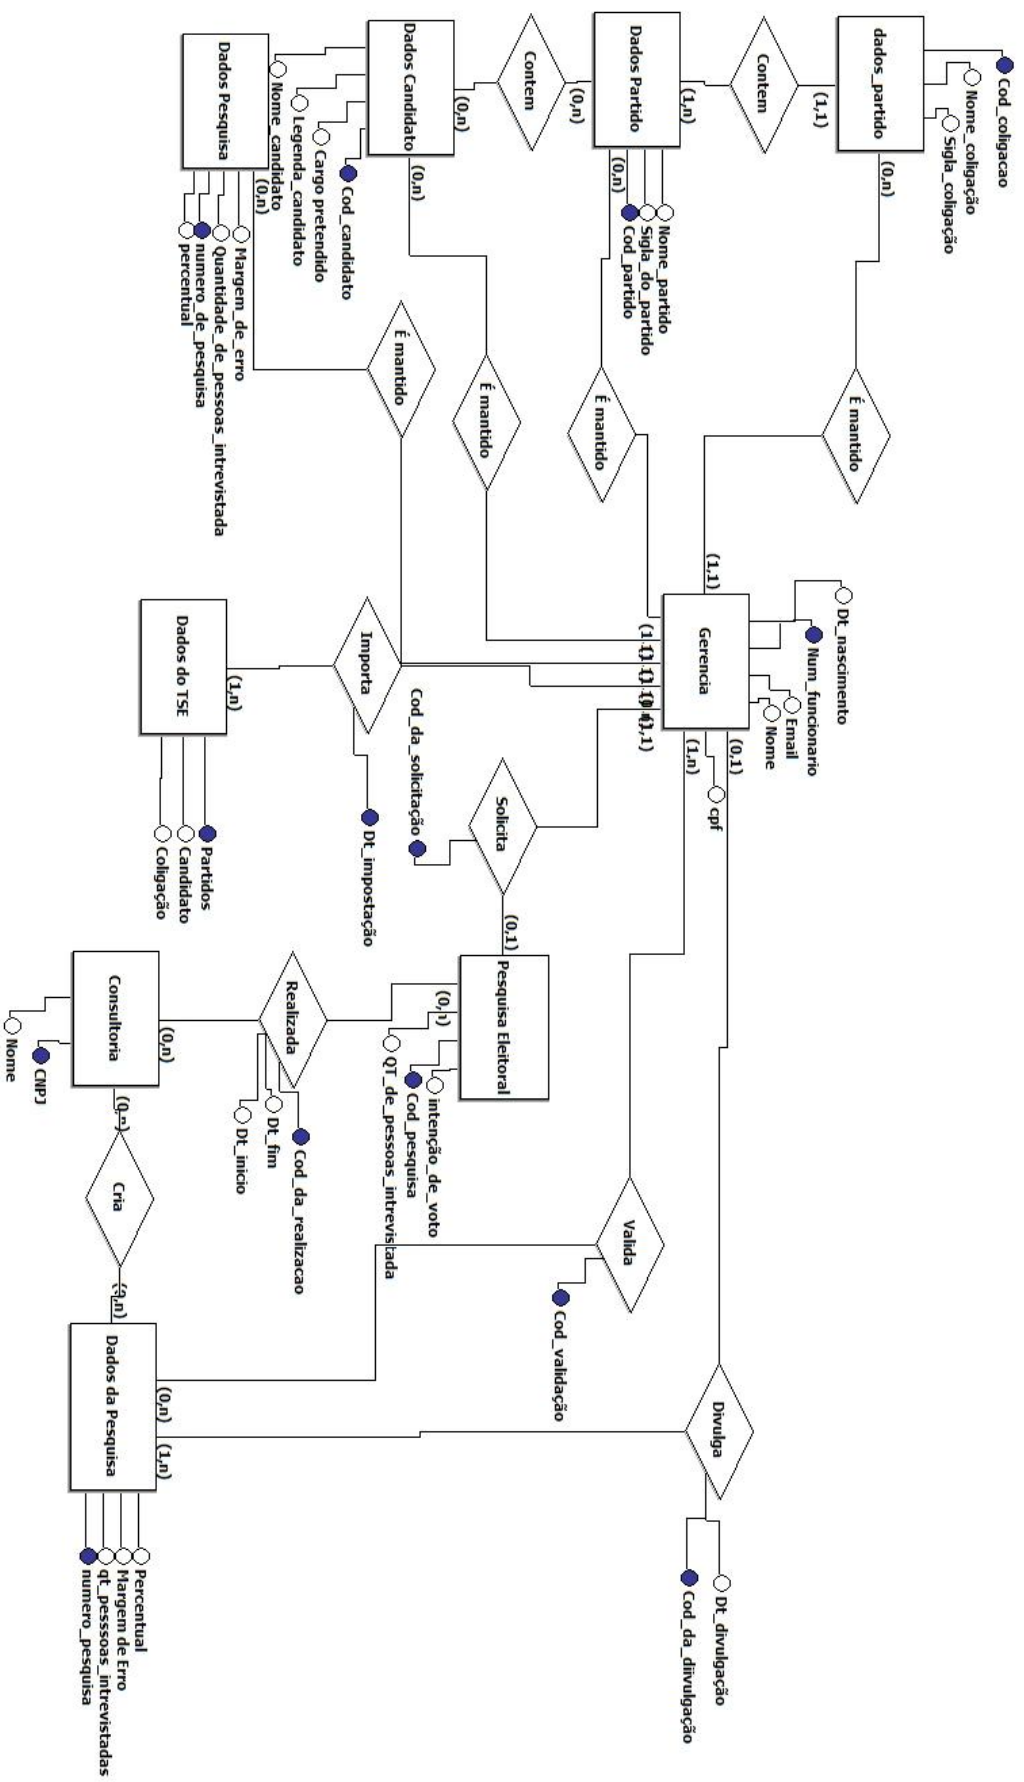 Cod_coligacao
Nome_coligação
Sigla_coligação
dados_partido
(0,n)
(1,1)
Contem
(1,n)
Dados Partido
Nome_partido
Sigla_do_partido
Cod_partido
(0,n)
(0,n)
Contem
(0,n)
Dados Candidato
(0,n)
Cod_candidato
Cargo pretendido
Legenda_candidato
Nome_candidato
Dados Pesquisa
(0,n)
Margem_de_erro
Quantidade_de_pessoas_intrevistada
numero_de_pesquisa
percentual
É mantido
É mantido
É mantido
É mantido
(1,1)
Dt_nascimento
Num_funcionario
Email
Nome
Gerencia
(0,1)
cpf
(1,n)
Importa
Dt_impostação
(1,n)
Dados do TSE
Partidos
Candidato
Coligação
Cod_da_solicitação
Solicita
(0,1)
Pesquisa Eleitoral
intenção_de_voto
Cod_pesquisa
QT_de_pessoas_intrevistada
Realizada
Cod_da_realizacao
Dt_fim
Dt_inicio
(0,n)
Consultoria
CNPJ
Nome
(0,n)
Cria
(0,n)
Dados da Pesquisa
(0,n)
(1,n)
Percentual
Margem de Erro
qt_pesssoas_intrevistadas
numero_pesquisa
Valida
Cod_validação
Divulga
Dt_divulgação
Cod_da_diivulgação